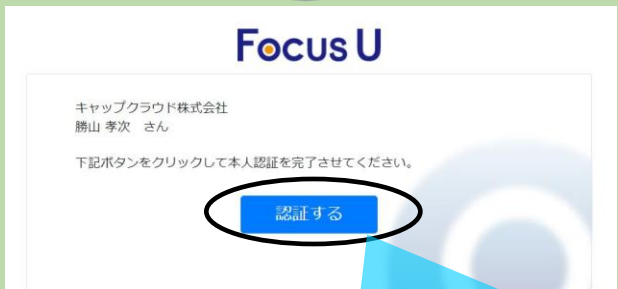 Focus U
キャップクラウド株式会社
勝山 孝次　さん
下記ボタンをクリックして本人認証を完了させてください。
認証する